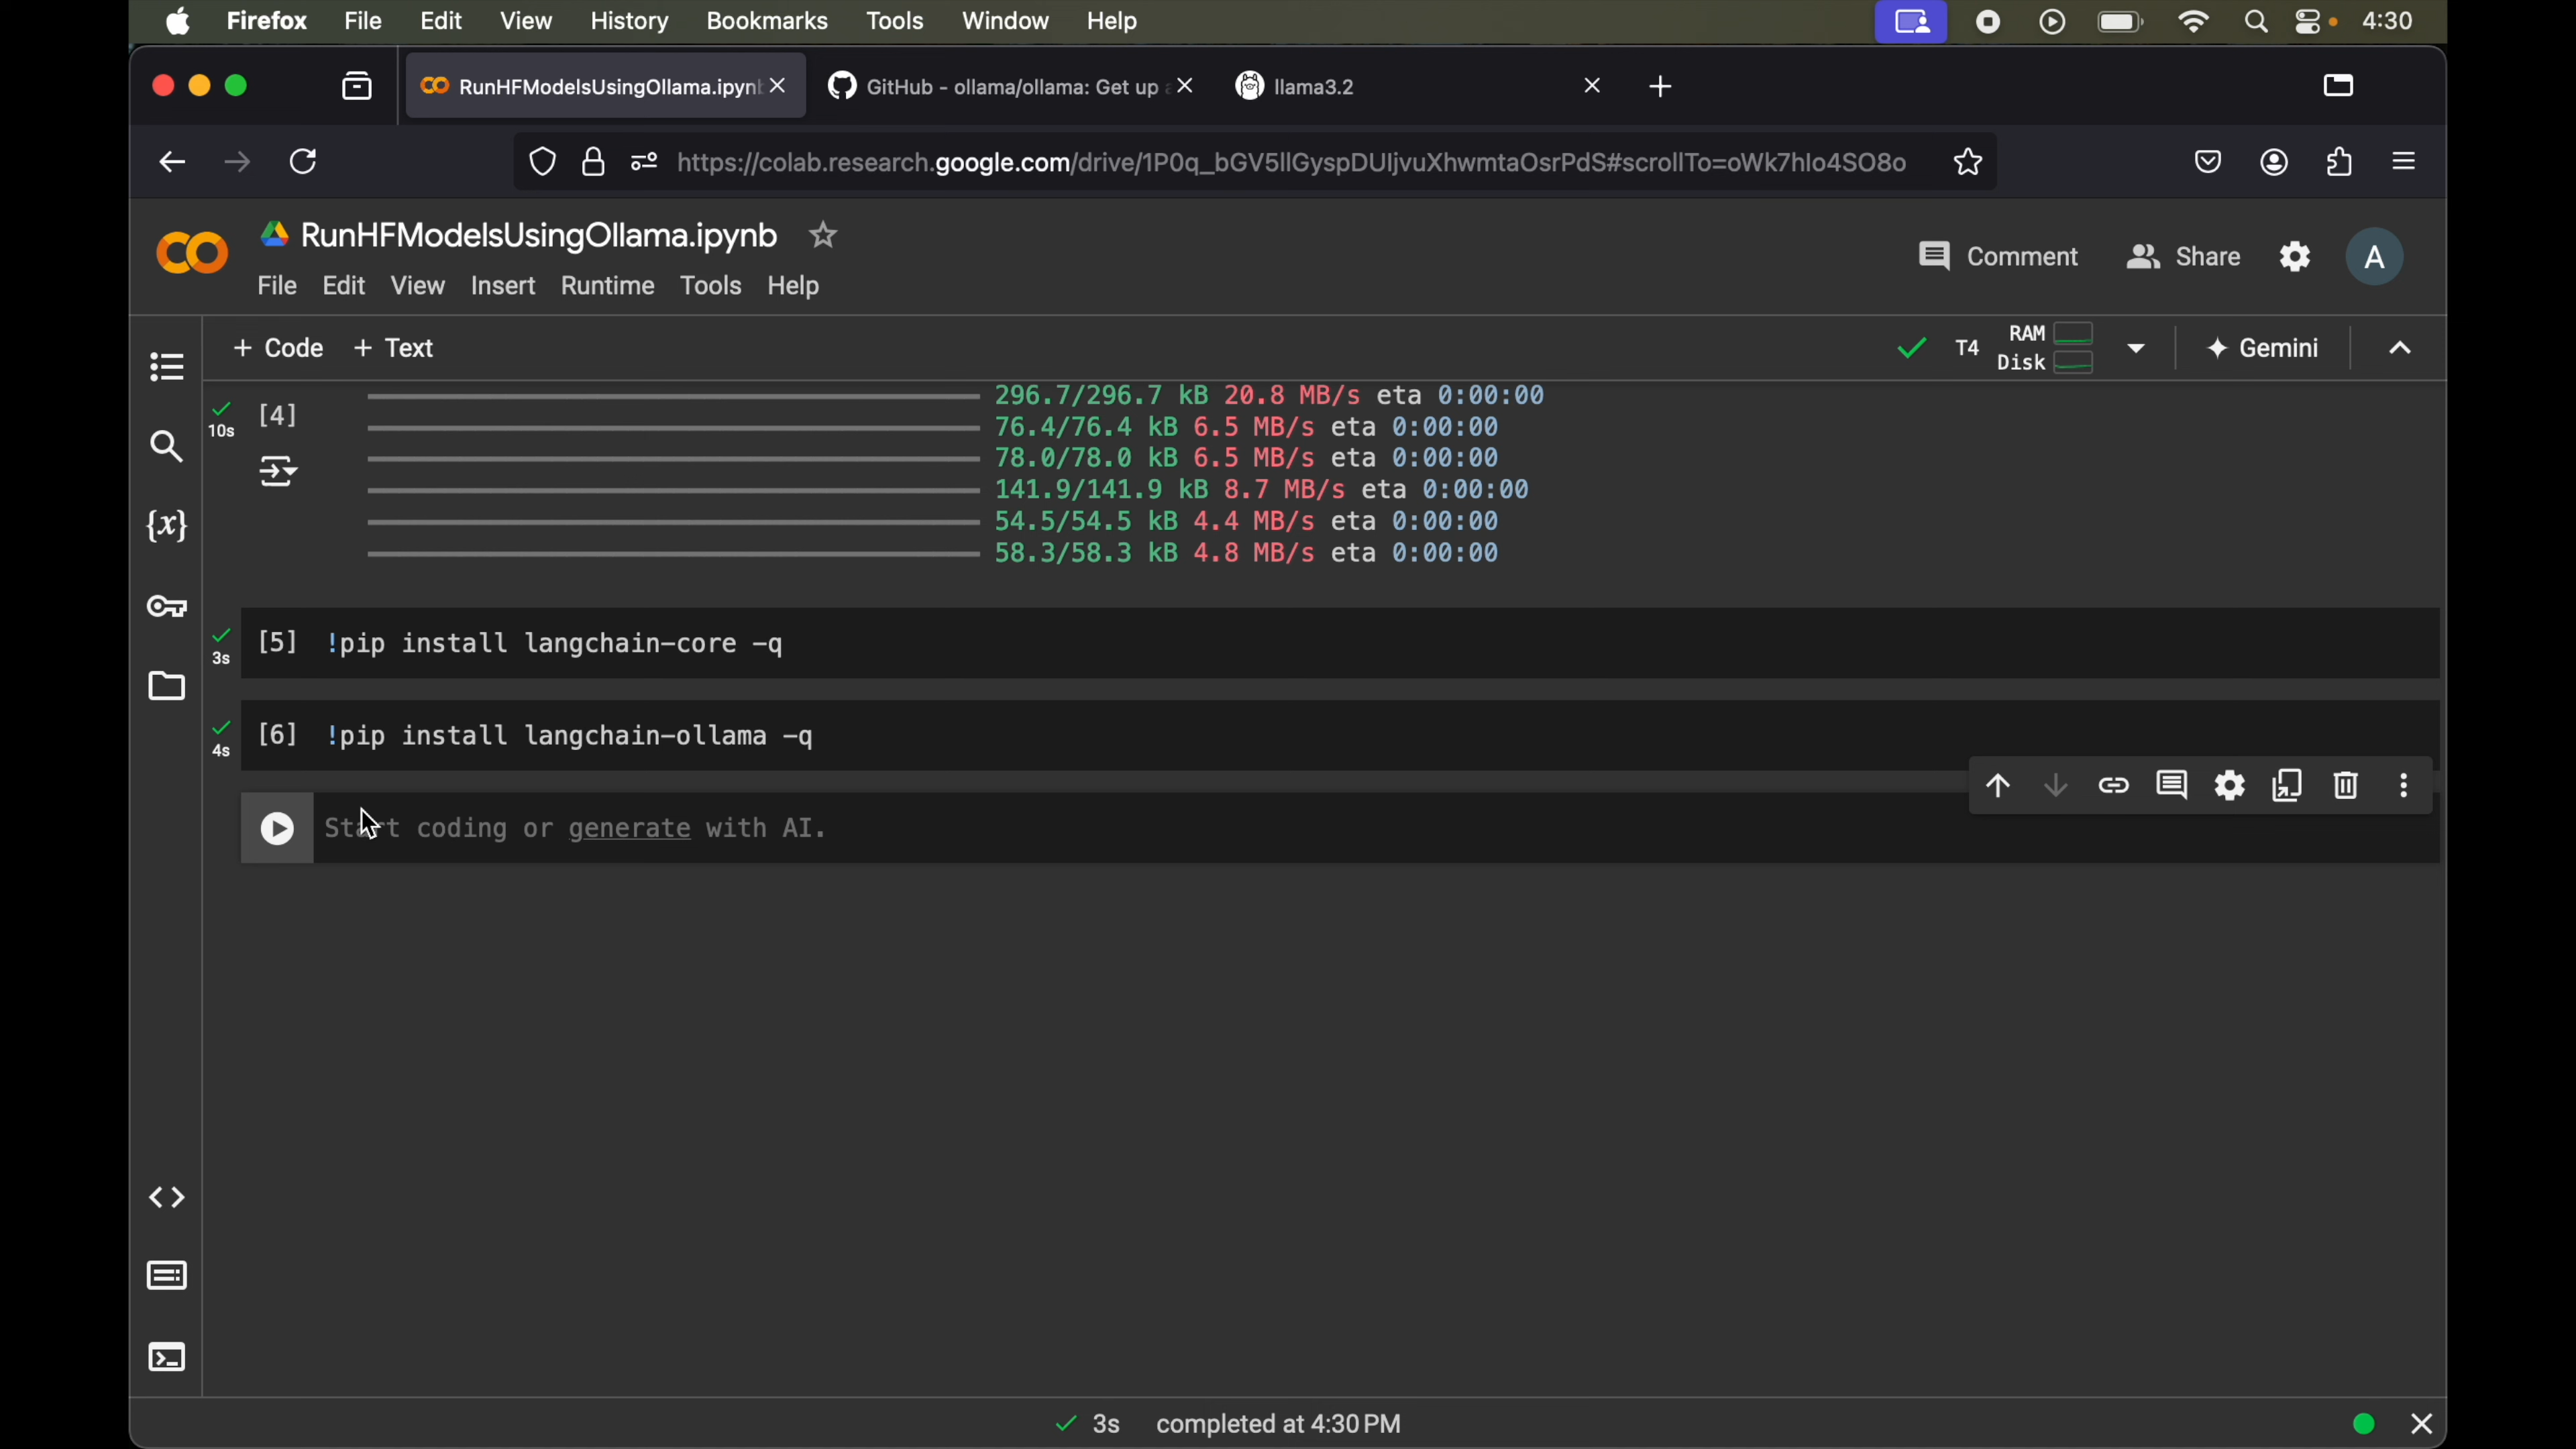 Firefox File Edit View History Bookmarks Tools Window Help 4:30
RunHFModelsUsingOllama.ipynb GitHub - ollama/ollama: Get up a llama3.2
https://colab.research.google.com/drive/1P0q_bGV5llGyspDUIjvuXhwmtaOsrPdS#scrollTo=oWk7hIo4SO8o
RunHFModelsUsingOllama.ipynb
Comment Share A
File Edit View Insert Runtime Tools Help
+ Code + Text T4 RAM Disk Gemini
296.7/296.7 kB 20.8 MB/s eta 0:00:00
10s [4]
76.4/76.4 kB 6.5 MB/s eta 0:00:00
78.0/78.0 kB 6.5 MB/s eta 0:00:00
141.9/141.9 kB 8.7 MB/s eta 0:00:00
54.5/54.5 kB 4.4 MB/s eta 0:00:00
58.3/58.3 kB 4.8 MB/s eta 0:00:00
3s [5] !pip install langchain-core -q
4s [6] !pip install langchain-ollama -q
Start coding or generate with AI.
3s completed at 4:30 PM